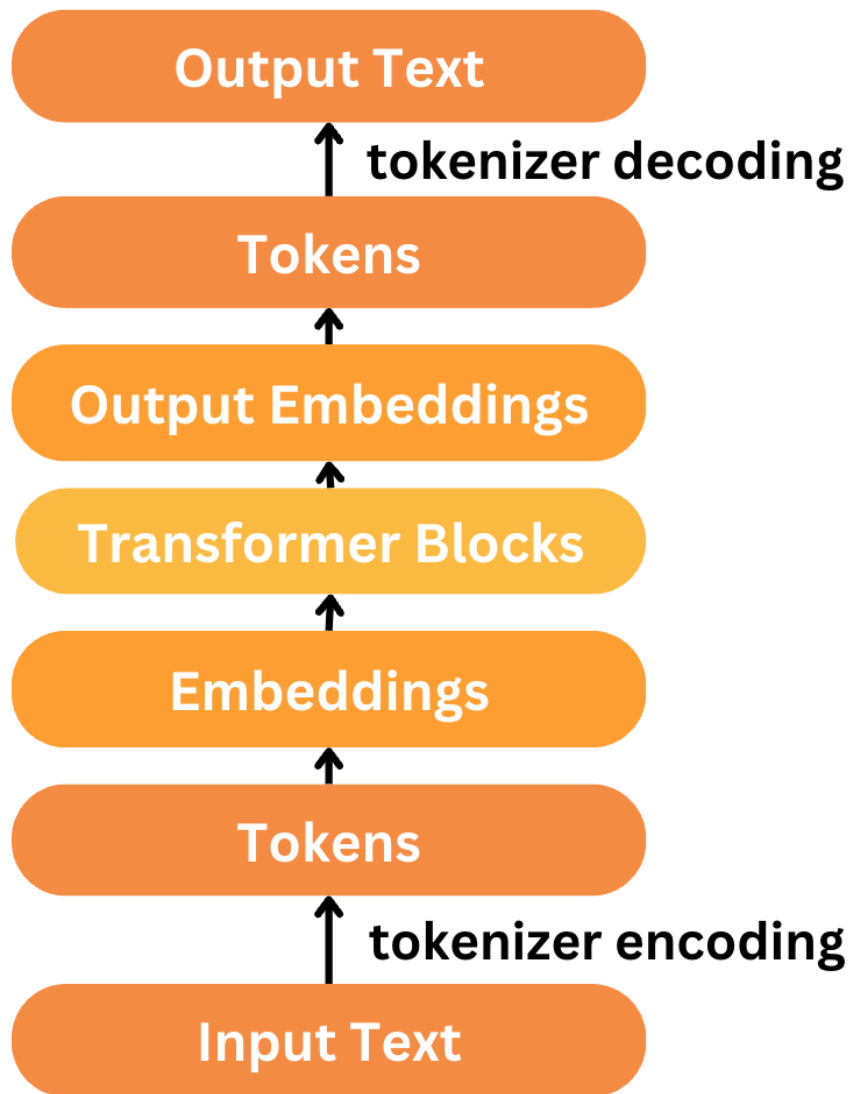 Output Text
tokenizer decoding
Tokens
Output Embeddings
Transformer Blocks
Embeddings
Tokens
tokenizer encoding
Input Text